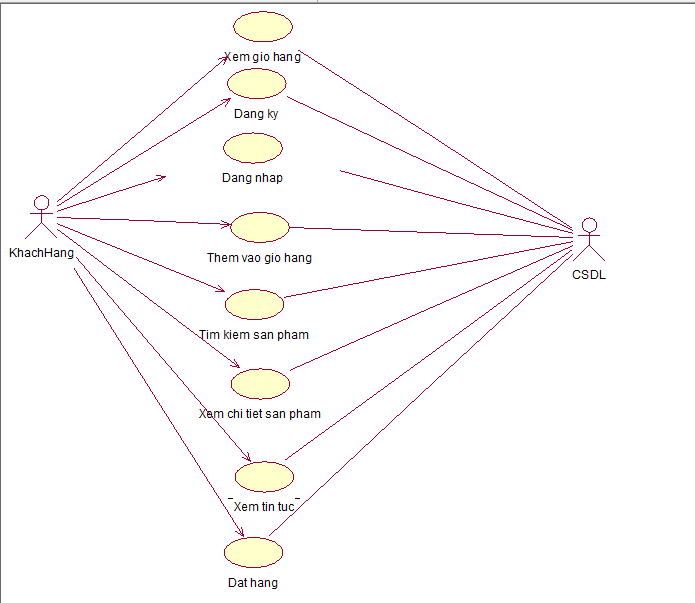 Xem gio hang
Dang ky
Dang nhap
KhachHang
Them vao gio hang
CSDL
Tim kiem san pham
Xem chi tiet san pham
Xem tin tuc
Dat hang